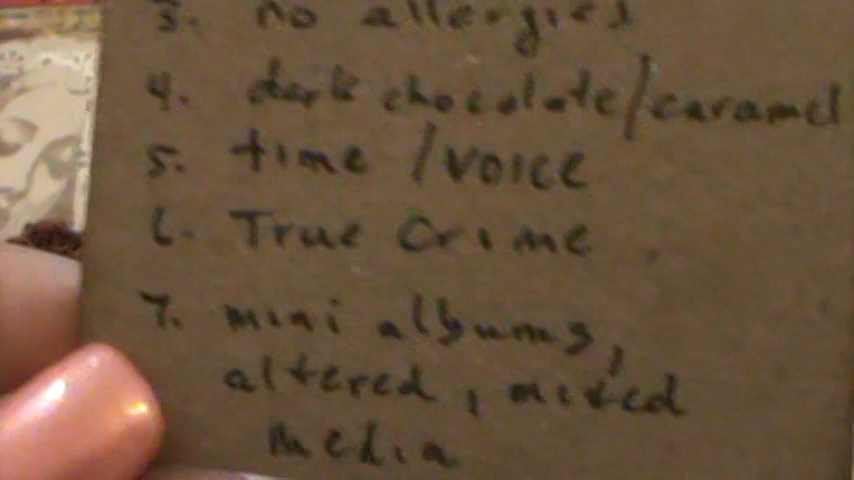 3. no allergies
4. dark chocolate/caramel
5. time /voice
6. True Crime
7. mini albums,
altered, mixed
media